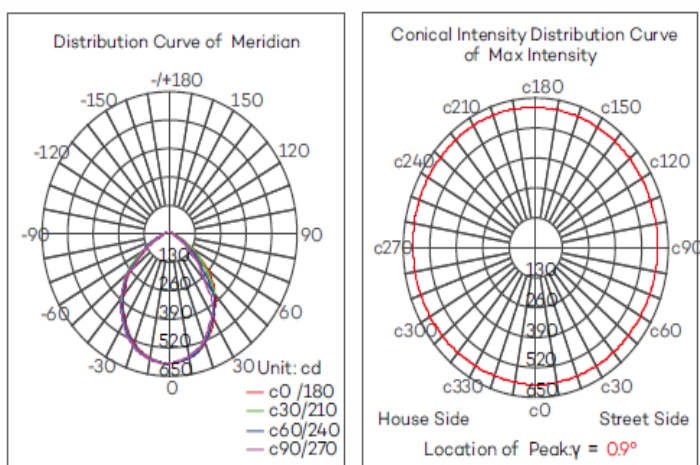 Distribution Curve of Meridian
-/+180
-150
150
-120
120
-90
90
-60
60
-30
30
0
130
260
390
520
650
Unit: cd
c0 /180
c30/210
c60/240
c90/270
Conical Intensity Distribution Curve
of Max Intensity
c180
c210
c150
c240
c120
c270
c90
c300
c60
c330
c30
c0
130
260
390
520
650
House Side
Street Side
Location of Peak:γ = 0.9°